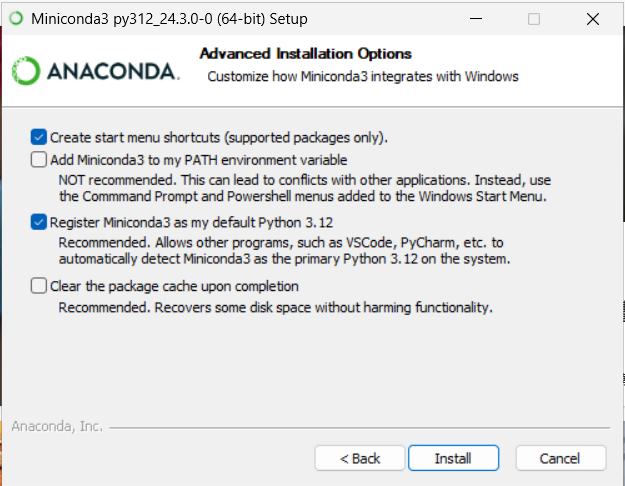 Miniconda3 py312_24.3.0-0 (64-bit) Setup
ANACONDA.
Advanced Installation Options
Customize how Miniconda3 integrates with Windows
Create start menu shortcuts (supported packages only).
Add Miniconda3 to my PATH environment variable
NOT recommended. This can lead to conflicts with other applications. Instead, use
the Commmand Prompt and Powershell menus added to the Windows Start Menu.
Register Miniconda3 as my default Python 3.12
Recommended. Allows other programs, such as VSCode, PyCharm, etc. to
automatically detect Miniconda3 as the primary Python 3.12 on the system.
Clear the package cache upon completion
Recommended. Recovers some disk space without harming functionality.
Anaconda, Inc.
< Back
Install
Cancel